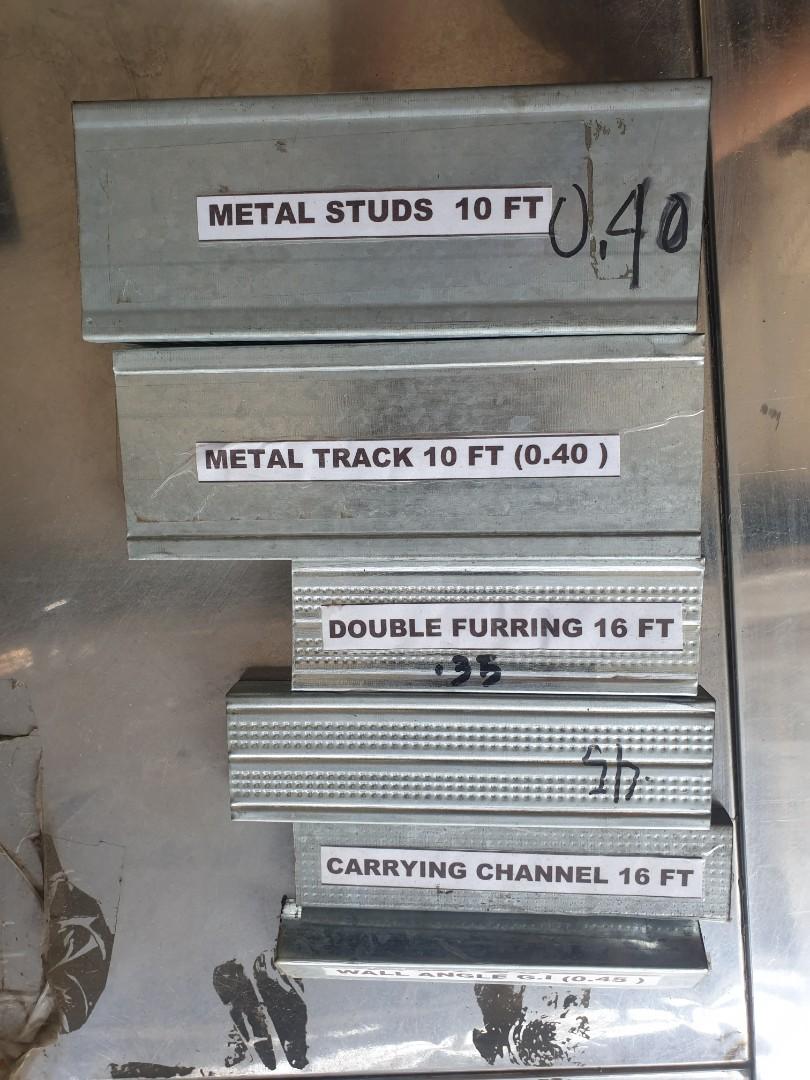 METAL STUDS 10 FT 0.40
METAL TRACK 10 FT (0.40 )
DOUBLE FURRING 16 FT
.35
.45
CARRYING CHANNEL 16 FT
WALL ANGLE G.I (0.45 )